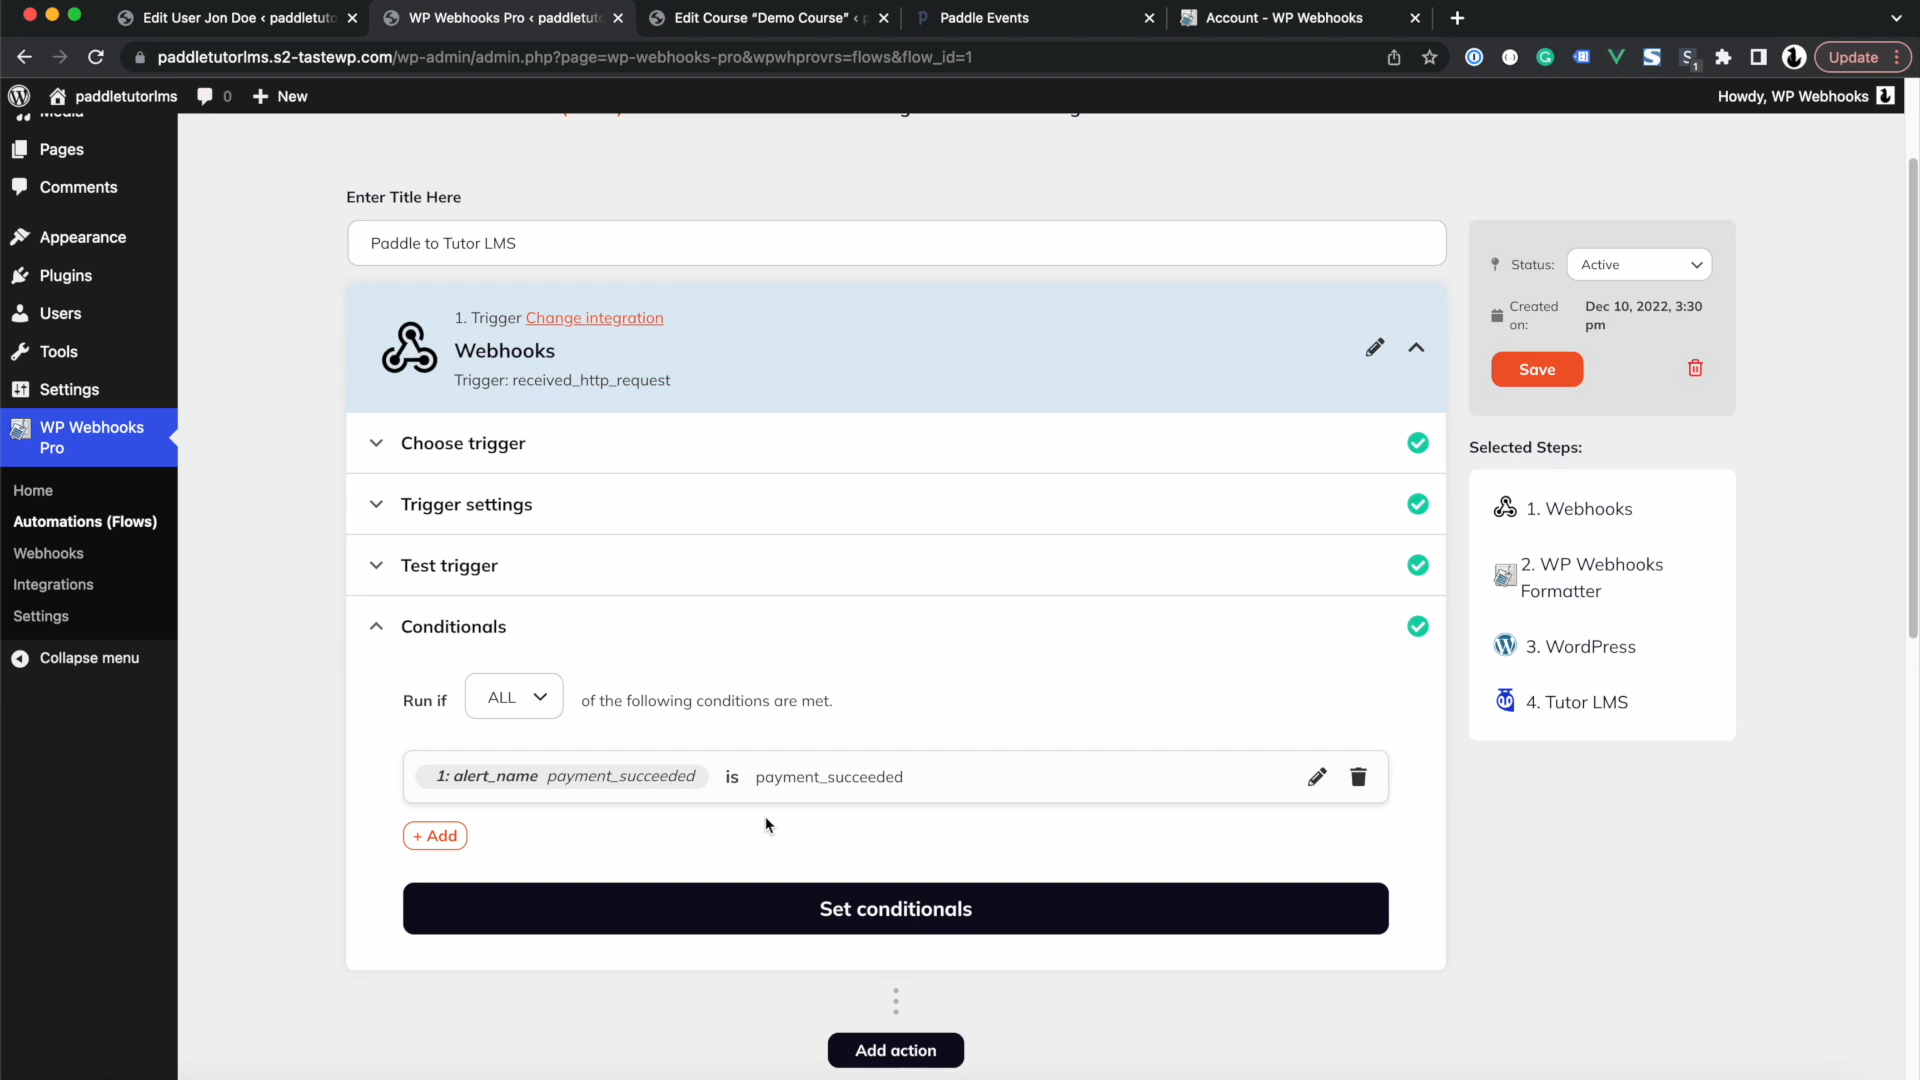 Edit User Jon Doe ‹ paddletuto
WP Webhooks Pro ‹ paddletuto
Edit Course “Demo Course” ‹ p
Paddle Events
Account - WP Webhooks
paddletutorlms.s2-tastewp.com/wp-admin/admin.php?page=wp-webhooks-pro&wpwhprovrs=flows&flow_id=1
Update
paddletutorlms
0
New
Howdy, WP Webhooks
Media
Pages
Comments
Appearance
Plugins
Users
Tools
Settings
WP Webhooks
Pro
Home
Automations (Flows)
Webhooks
Integrations
Settings
Collapse menu
Enter Title Here
Paddle to Tutor LMS
1. Trigger Change integration
Webhooks
Trigger: received_http_request
Choose trigger
Trigger settings
Test trigger
Conditionals
Run if ALL of the following conditions are met.
1: alert_name payment_succeeded is payment_succeeded
+ Add
Set conditionals
Add action
Status: Active
Created on: Dec 10, 2022, 3:30 pm
Save
Selected Steps:
1. Webhooks
2. WP Webhooks
Formatter
3. WordPress
4. Tutor LMS